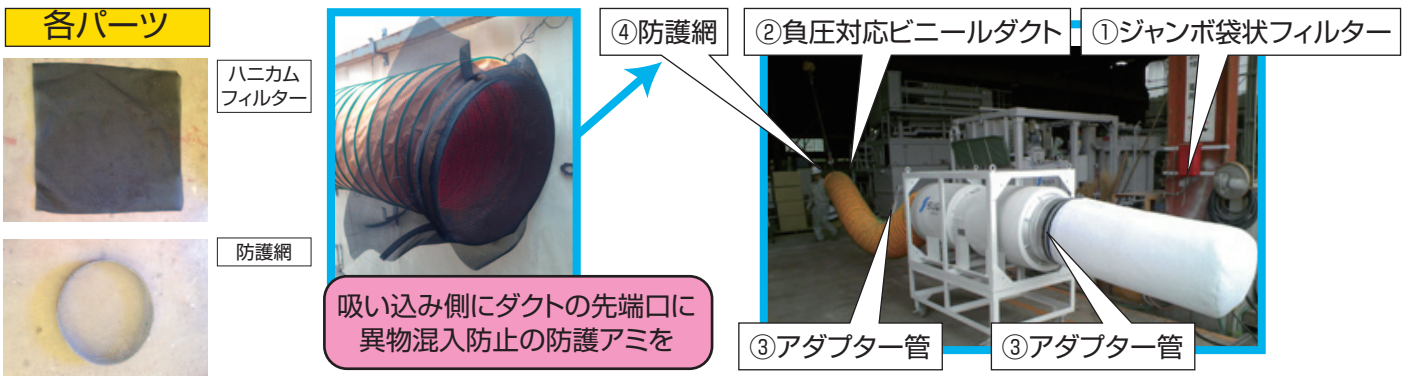 各パーツ
ハニカム
フィルター
防護網
④防護網
②負圧対応ビニールダクト
①ジャンボ袋状フィルター
吸い込み側にダクトの先端口に
異物混入防止の防護アミを
③アダプター管
③アダプター管